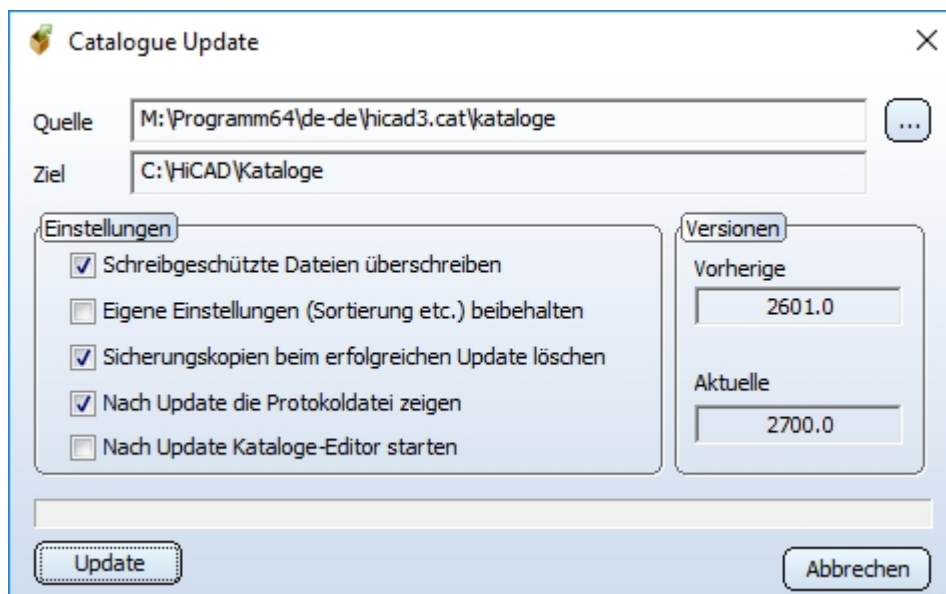 Catalogue Update
Quelle M:\Programm64\de-de\hicad3.cat\kataloge ...
Ziel C:\HiCAD\Kataloge
Einstellungen
Schreibgeschützte Dateien überschreiben
Eigene Einstellungen (Sortierung etc.) beibehalten
Sicherungskopien beim erfolgreichen Update löschen
Nach Update die Protokoldatei zeigen
Nach Update Kataloge-Editor starten
Versionen
Vorherige
2601.0
Aktuelle
2700.0
Update
Abbrechen